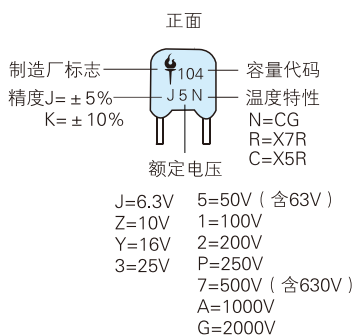 正面
制造厂标志
104
容量代码
精度J=±5%
K=±10%
J5N
温度特性
N=CG
R=X7R
C=X5R
额定电压
J=6.3V
Z=10V
Y=16V
3=25V
5=50V（含63V）
1=100V
2=200V
P=250V
7=500V（含630V）
A=1000V
G=2000V